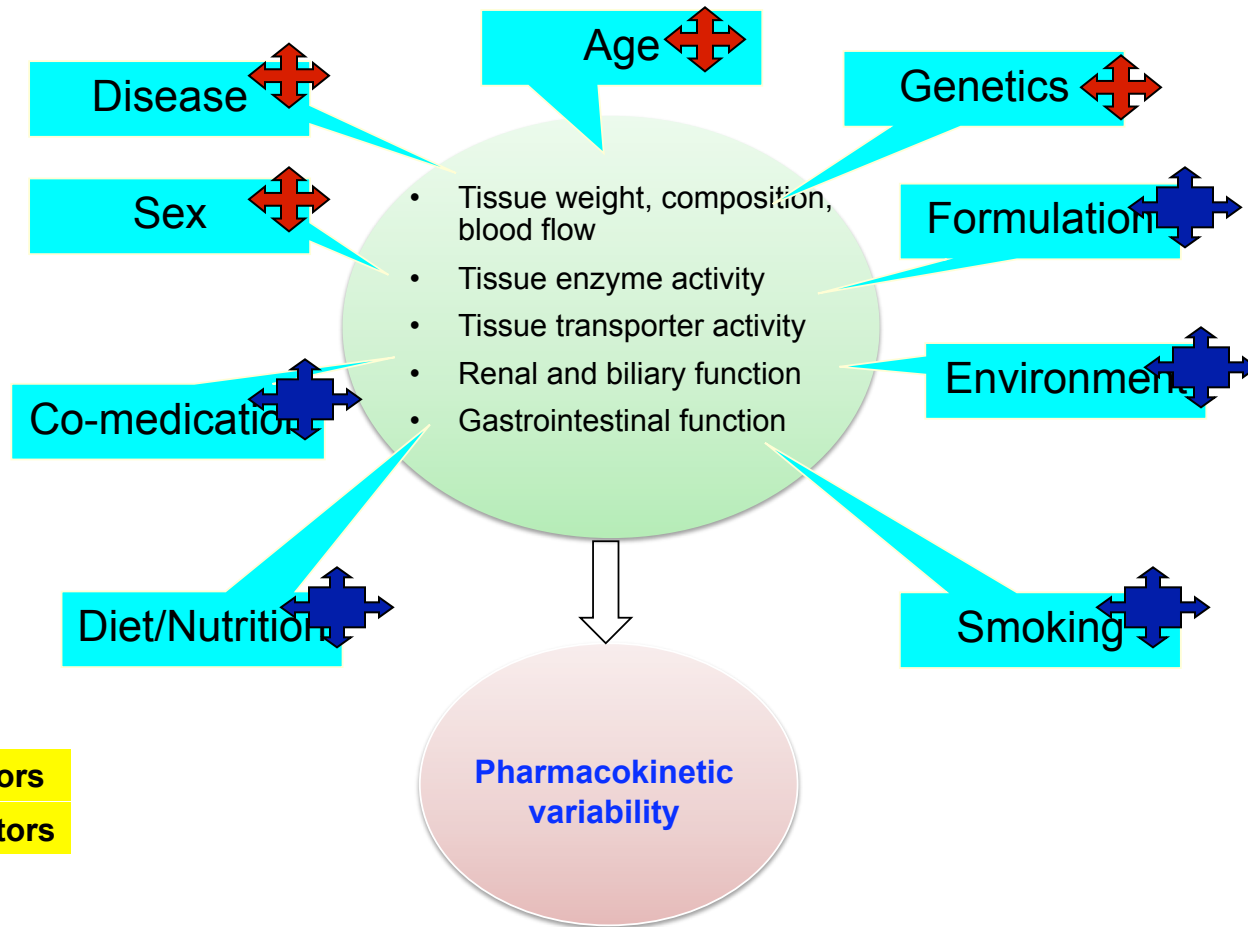 Age
Disease
Genetics
Sex
Formulation
• Tissue weight, composition,
blood flow
• Tissue enzyme activity
• Tissue transporter activity
• Renal and biliary function
• Gastrointestinal function
Environment
Co-medication
Diet/Nutrition
Smoking
Pharmacokinetic
variability
ors
tors